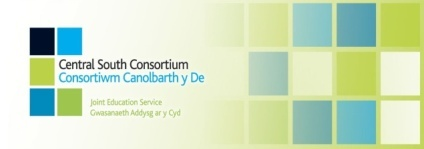 Central South Consortium
Consortiwm Canolbarth y De
Joint Education Service
Gwasanaeth Addysg ar y Cyd